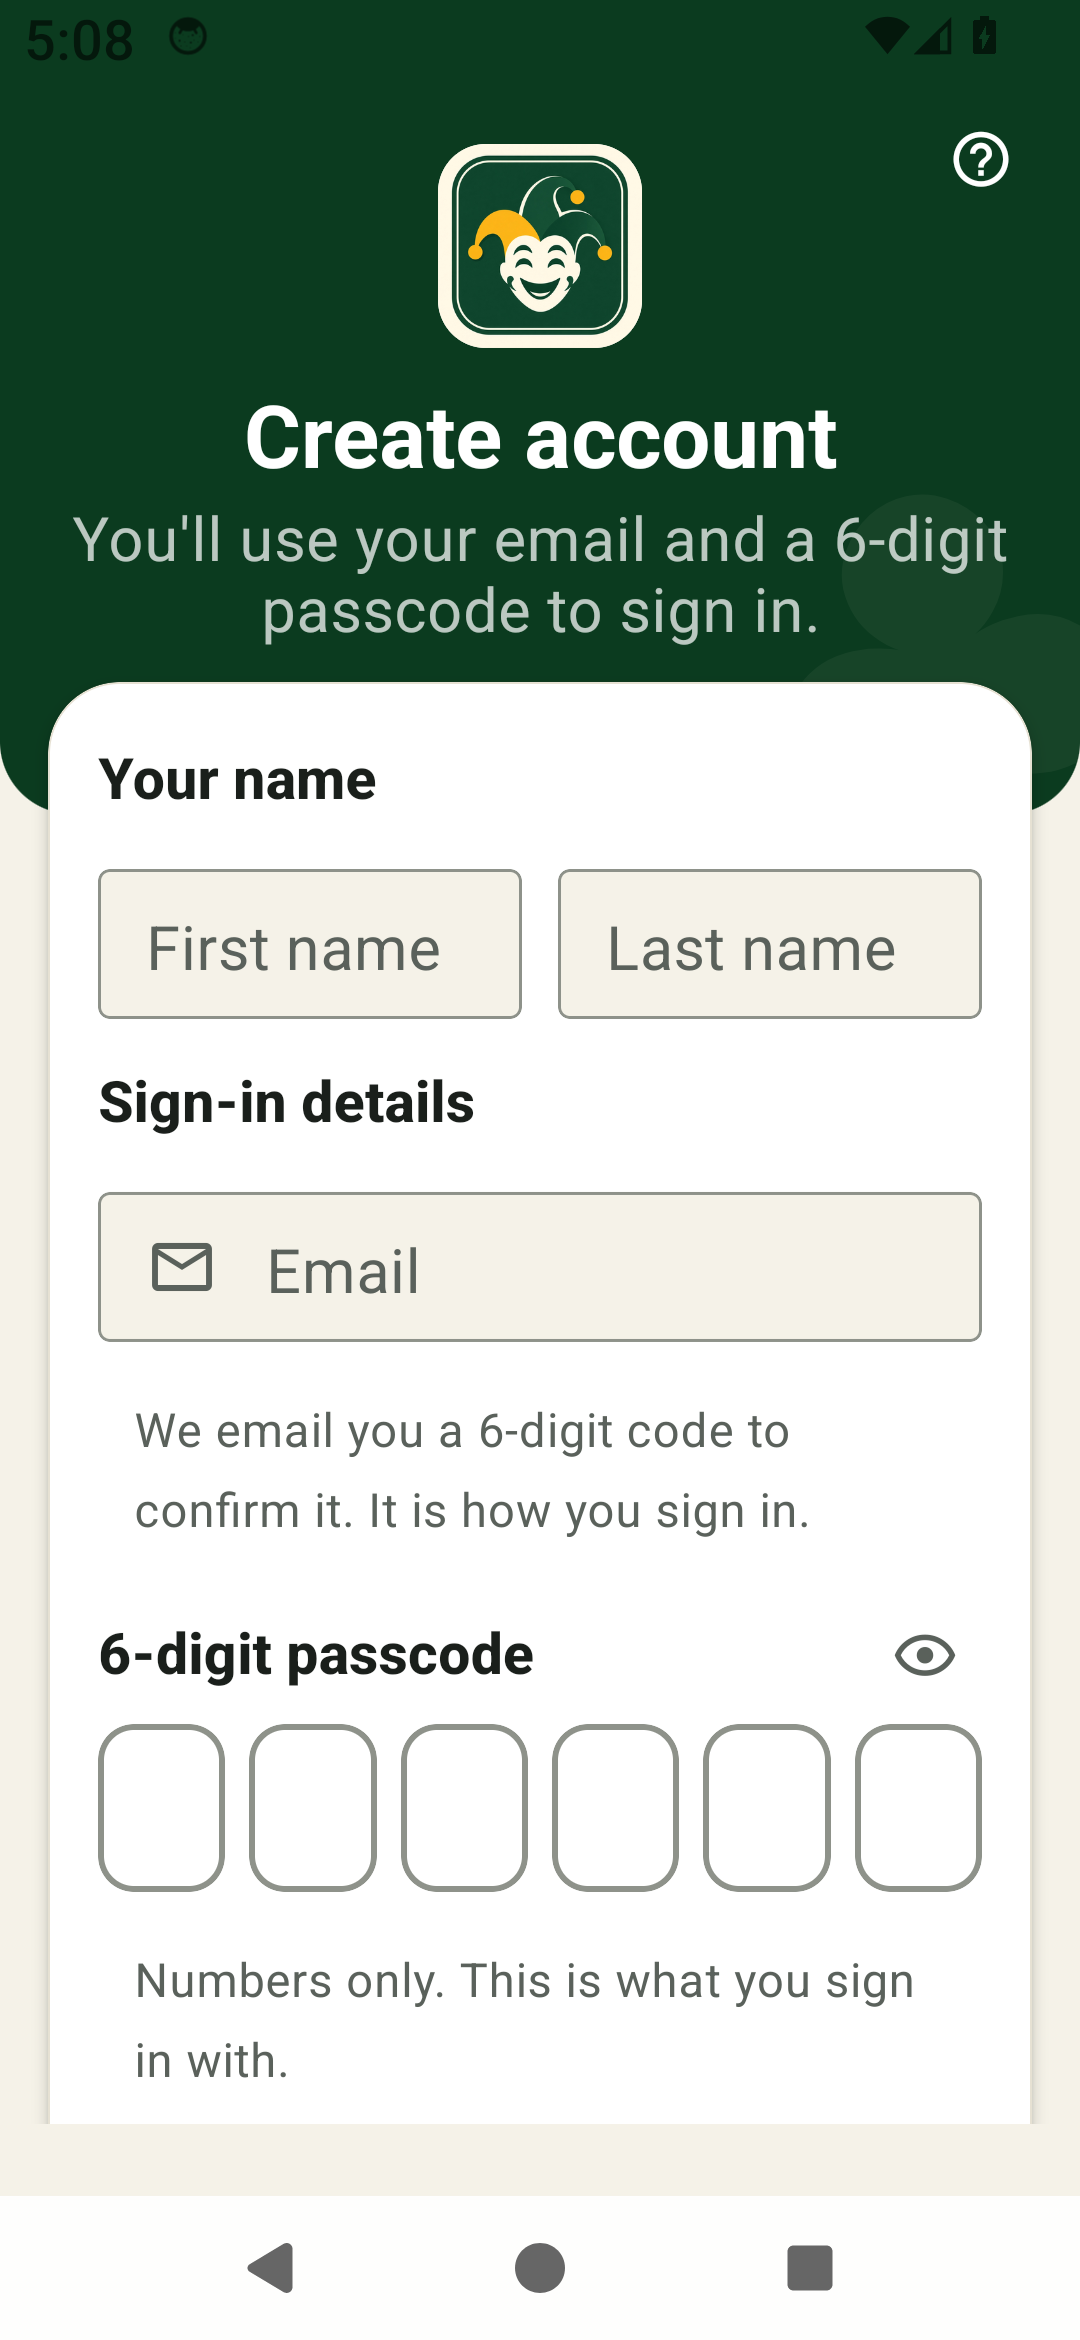 5:08
Create account
You'll use your email and a 6-digit
passcode to sign in.
Your name
First name
Last name
Sign-in details
Email
We email you a 6-digit code to
confirm it. It is how you sign in.
6-digit passcode
Numbers only. This is what you sign
in with.